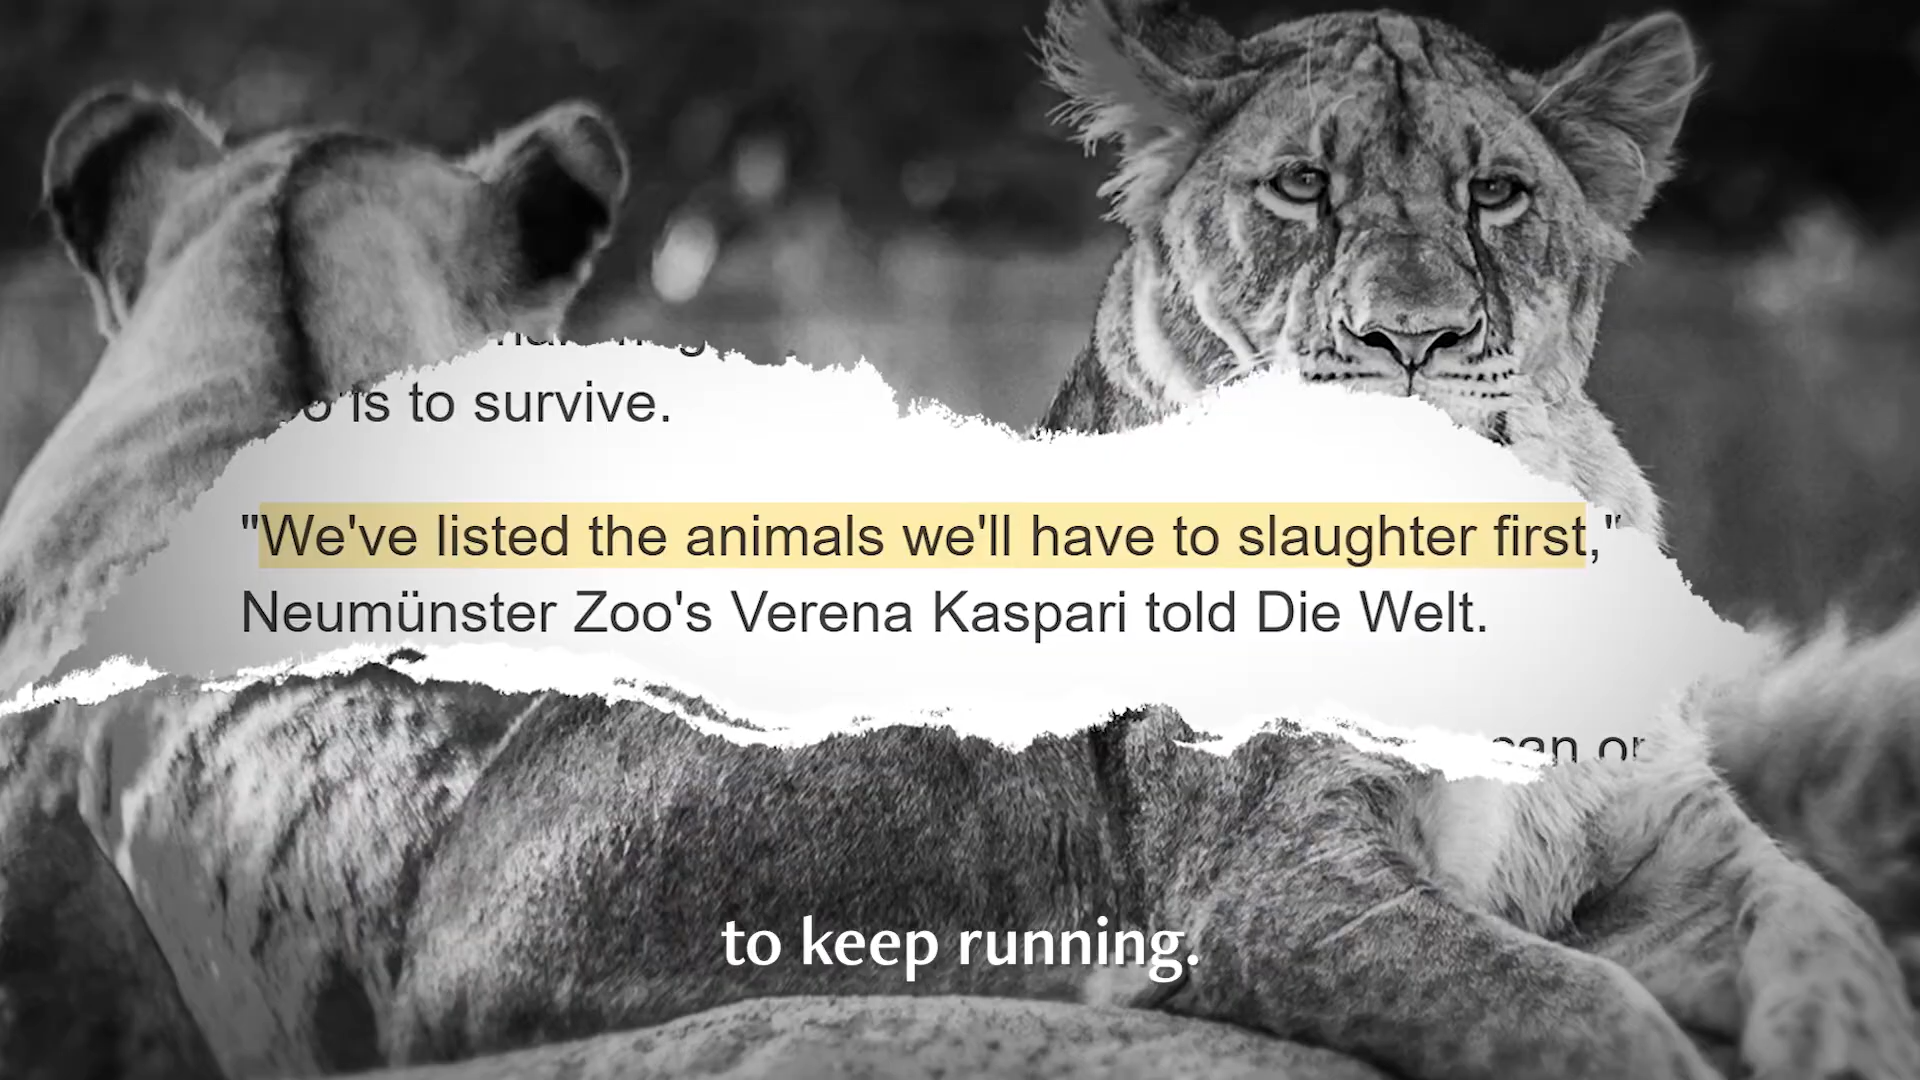 is to survive.
"We've listed the animals we'll have to slaughter first,"
Neumünster Zoo's Verena Kaspari told Die Welt.
to keep running.